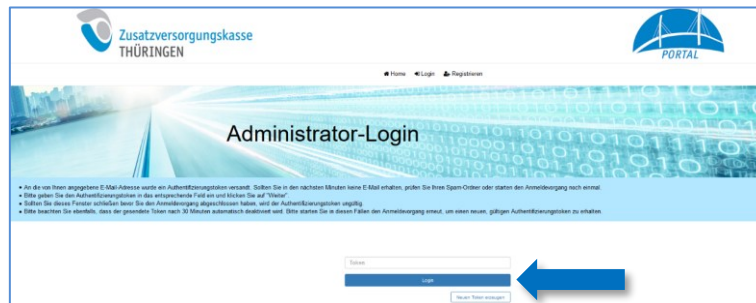 Zusatzversorgungskasse
THÜRINGEN
PORTAL
Home Login Registrieren
Administrator-Login
• An die von Ihnen angegebene E-Mail-Adresse wurde ein Authentifizierungstoken versandt. Sollten Sie in den nächsten Minuten keine E-Mail erhalten, prüfen Sie Ihren Spam-Ordner oder starten den Anmeldevorgang noch einmal.
• Bitte geben Sie den Authentifizierungstoken in das entsprechende Feld ein und klicken Sie auf "Weiter".
• Sollten Sie dieses Fenster schließen bevor Sie den Anmeldevorgang abgeschlossen haben, wird der Authentifizierungstoken ungültig.
• Bitte beachten Sie ebenfalls, dass der gesendete Token nach 30 Minuten automatisch deaktiviert wird. Bitte starten Sie in diesen Fällen den Anmeldevorgang erneut, um einen neuen, gültigen Authentifizierungstoken zu erhalten.
Token
Login
Neuen Token erzeugen